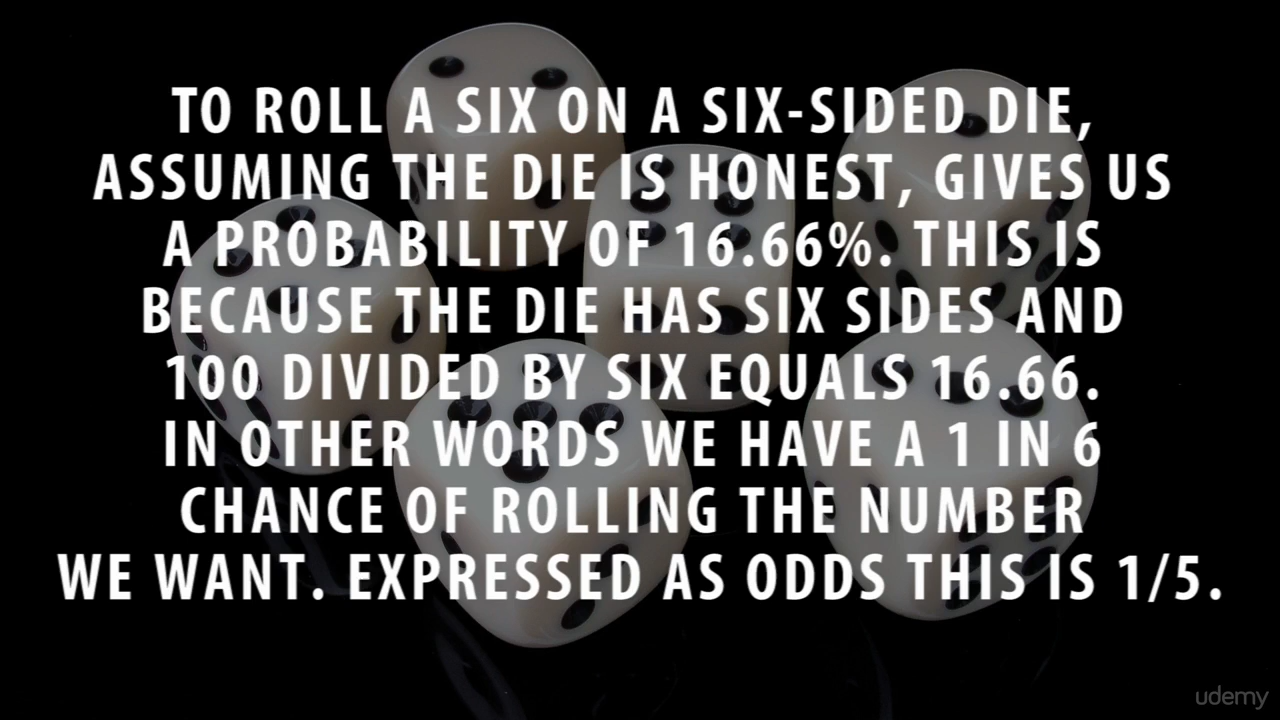 TO ROLL A SIX ON A SIX-SIDED DIE,
ASSUMING THE DIE IS HONEST, GIVES US
A PROBABILITY OF 16.66%. THIS IS
BECAUSE THE DIE HAS SIX SIDES AND
100 DIVIDED BY SIX EQUALS 16.66.
IN OTHER WORDS WE HAVE A 1 IN 6
CHANCE OF ROLLING THE NUMBER
WE WANT. EXPRESSED AS ODDS THIS IS 1/5.
udemy